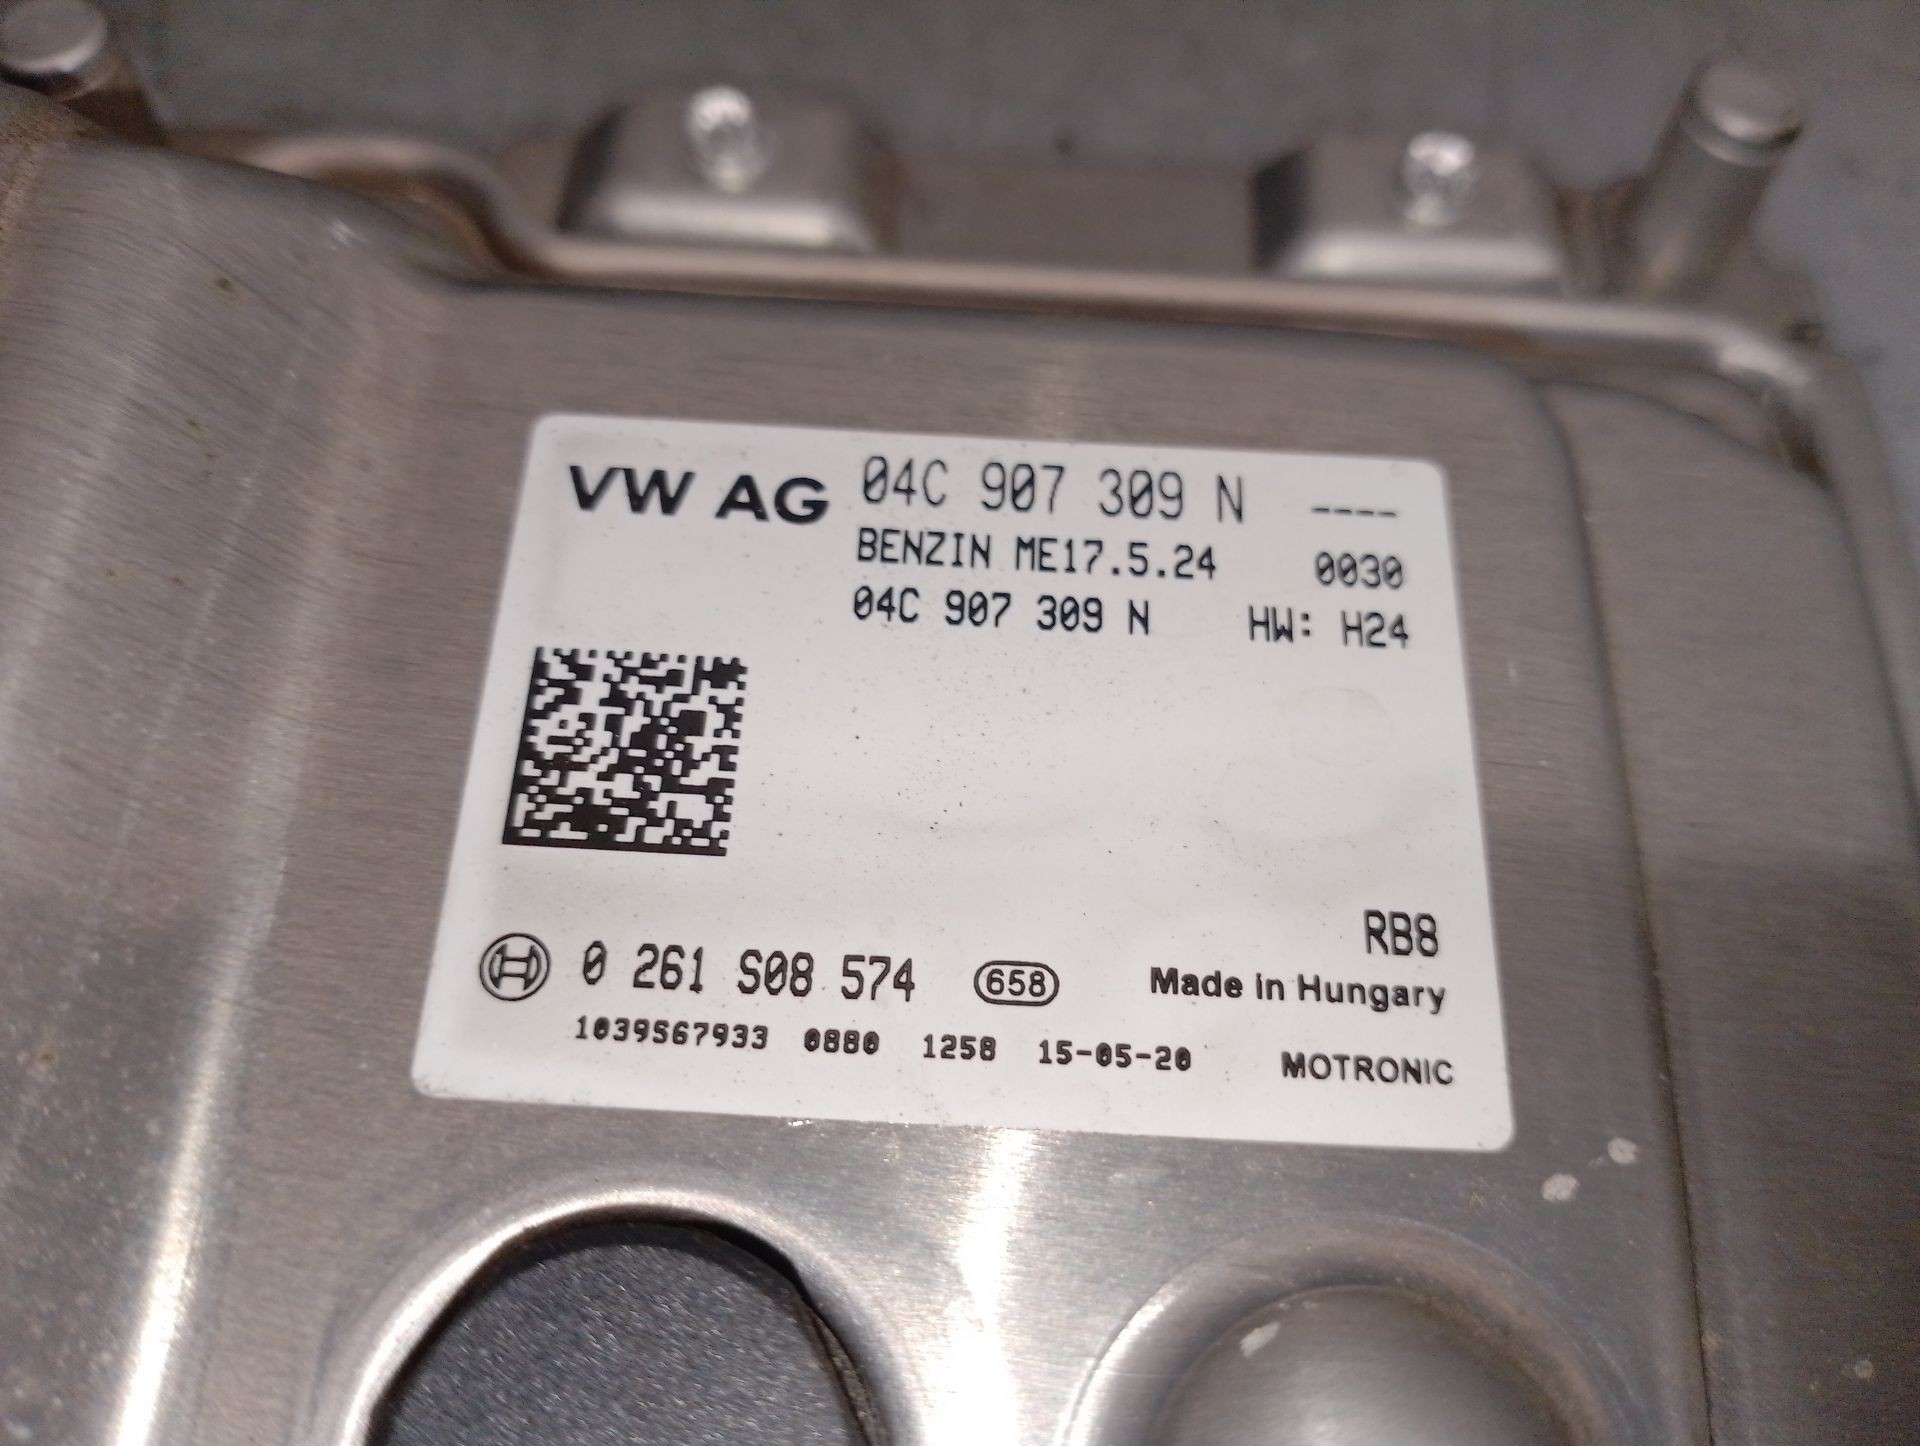 VW AG 04C 907 309 N ----
BENZIN ME17.5.24 0030
04C 907 309 N HW: H24
RB8
0 261 S08 574 658 Made in Hungary
1039S67933 0880 1258 15-05-20 MOTRONIC